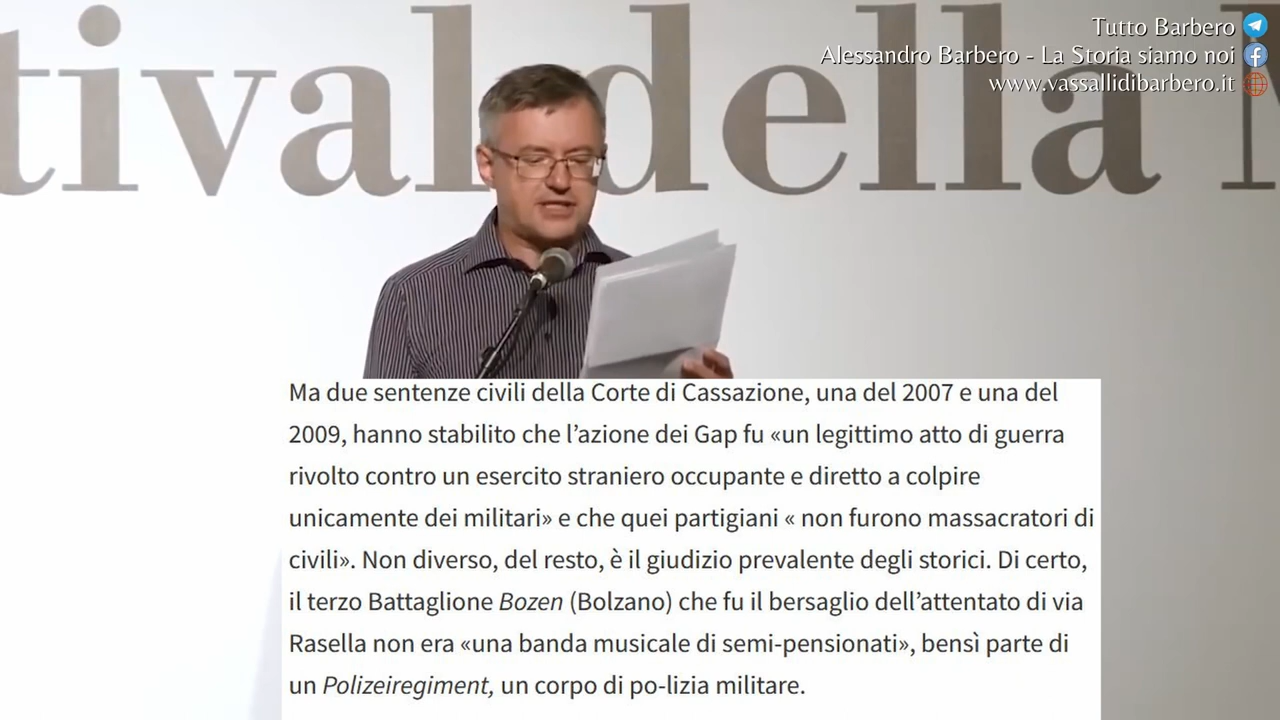 tival della M
Tutto Barbero
Alessandro Barbero - La Storia siamo noi
www.vassallidibarbero.it
Ma due sentenze civili della Corte di Cassazione, una del 2007 e una del
2009, hanno stabilito che l’azione dei Gap fu «un legittimo atto di guerra
rivolto contro un esercito straniero occupante e diretto a colpire
unicamente dei militari» e che quei partigiani « non furono massacratori di
civili». Non diverso, del resto, è il giudizio prevalente degli storici. Di certo,
il terzo Battaglione Bozen (Bolzano) che fu il bersaglio dell’attentato di via
Rasella non era «una banda musicale di semi-pensionati», bensì parte di
un Polizeiregiment, un corpo di po-lizia militare.